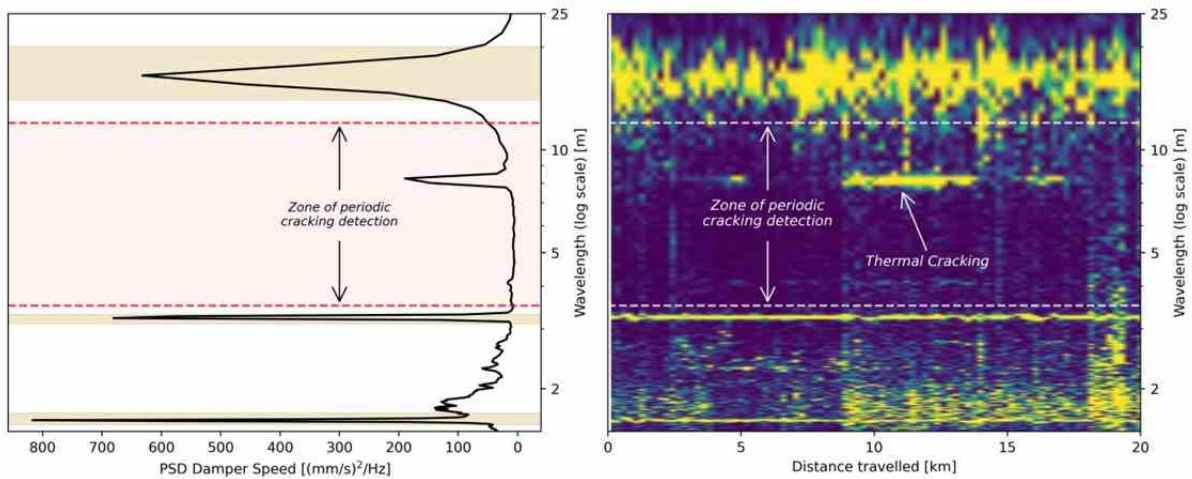 25
10
5
2
Wavelength (log scale) [m]
Zone of periodic
cracking detection
800 700 600 500 400 300 200 100 0
PSD Damper Speed [(mm/s)²/Hz]
25
10
5
2
Wavelength (log scale) [m]
Zone of periodic
cracking detection
Thermal Cracking
0 5 10 15 20
Distance travelled [km]